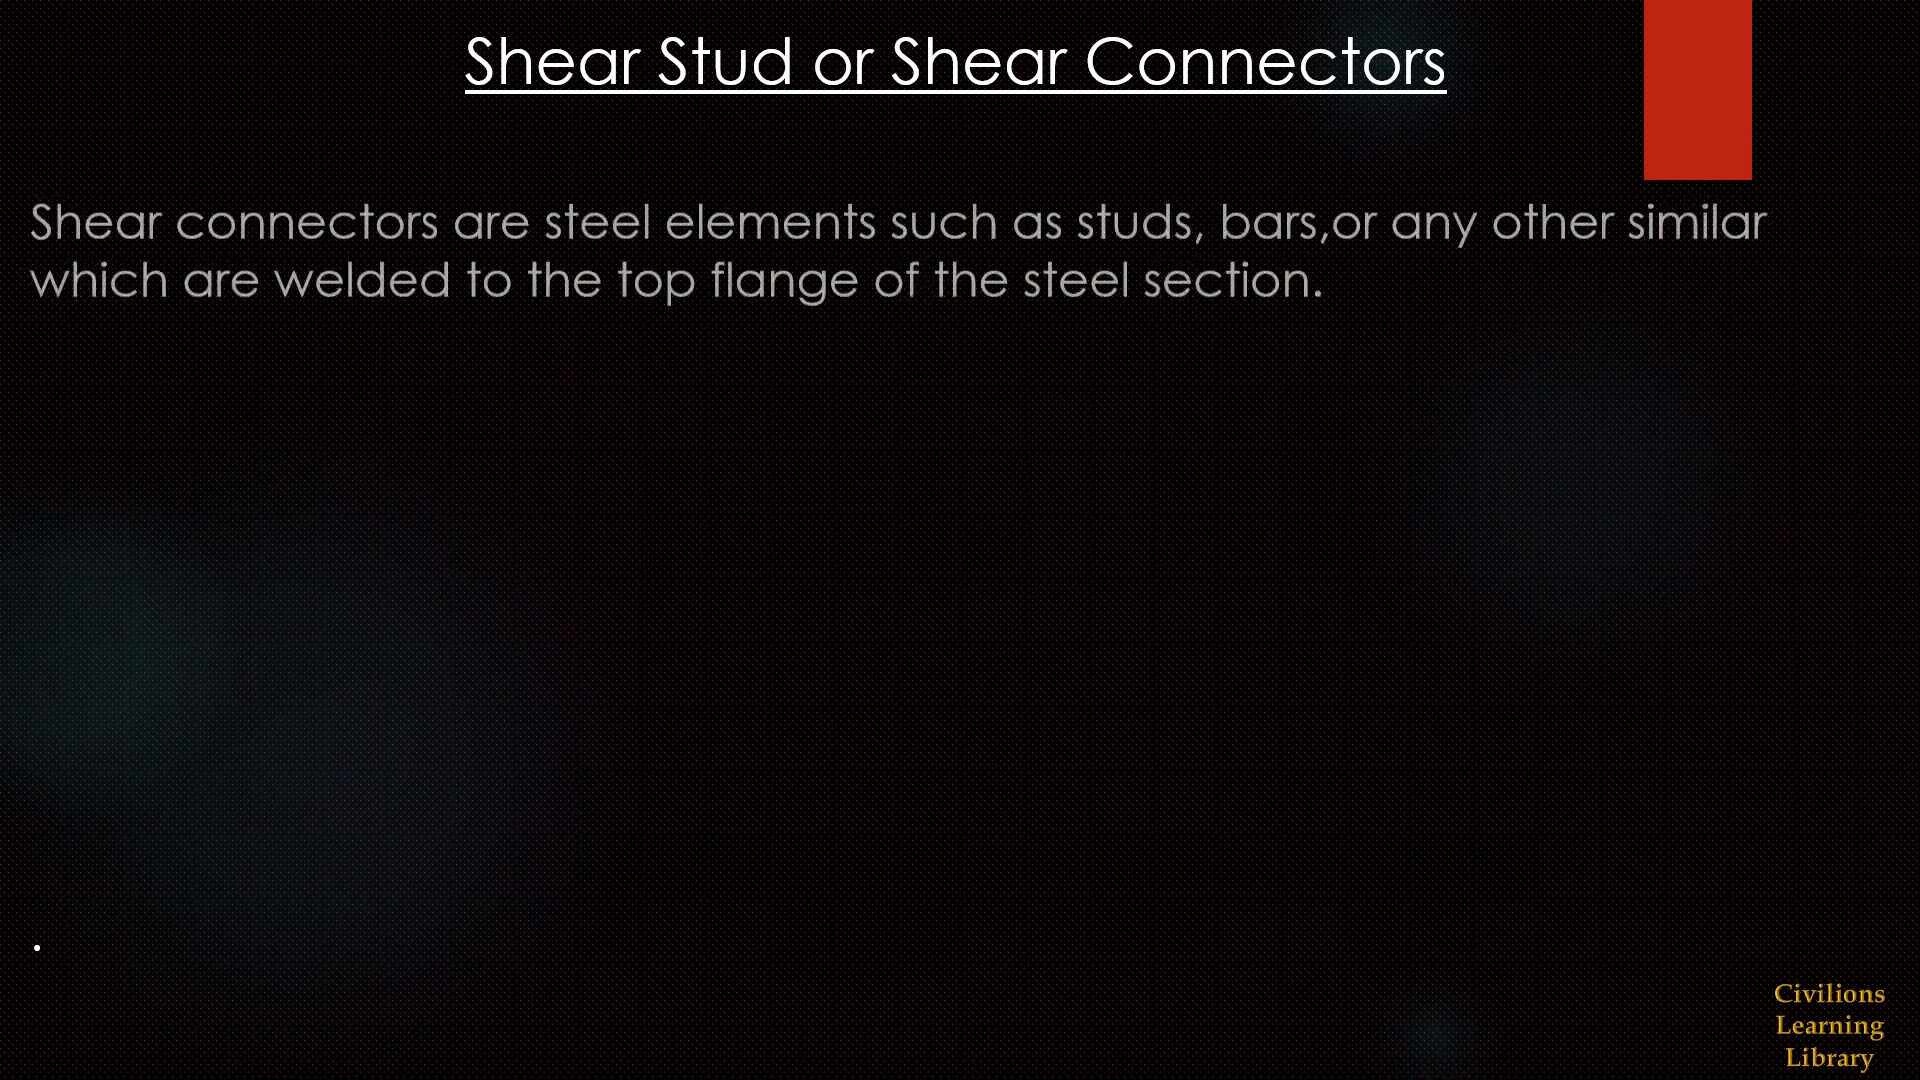 Shear Stud or Shear Connectors
Shear connectors are steel elements such as studs, bars,or any other similar
which are welded to the top flange of the steel section.
.
Civilions
Learning
Library